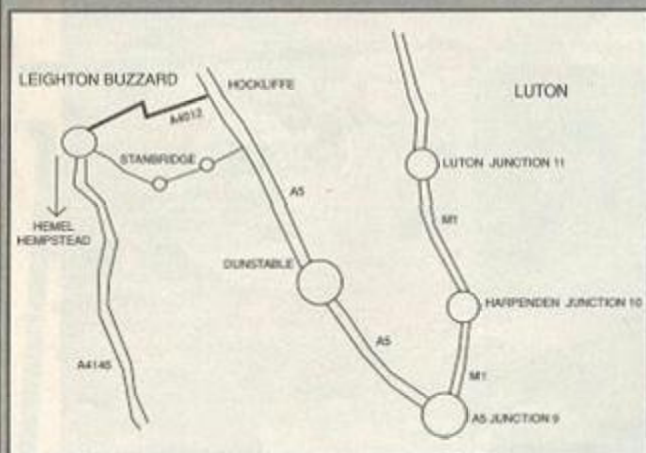 LEIGHTON BUZZARD
HOCKLIFFE
LUTON
A4012
STANBRIDGE
LUTON JUNCTION 11
A5
M1
HEMEL
HEMPSTEAD
DUNSTABLE
HARPENDEN JUNCTION 10
A5
A4146
M1
A5 JUNCTION 9